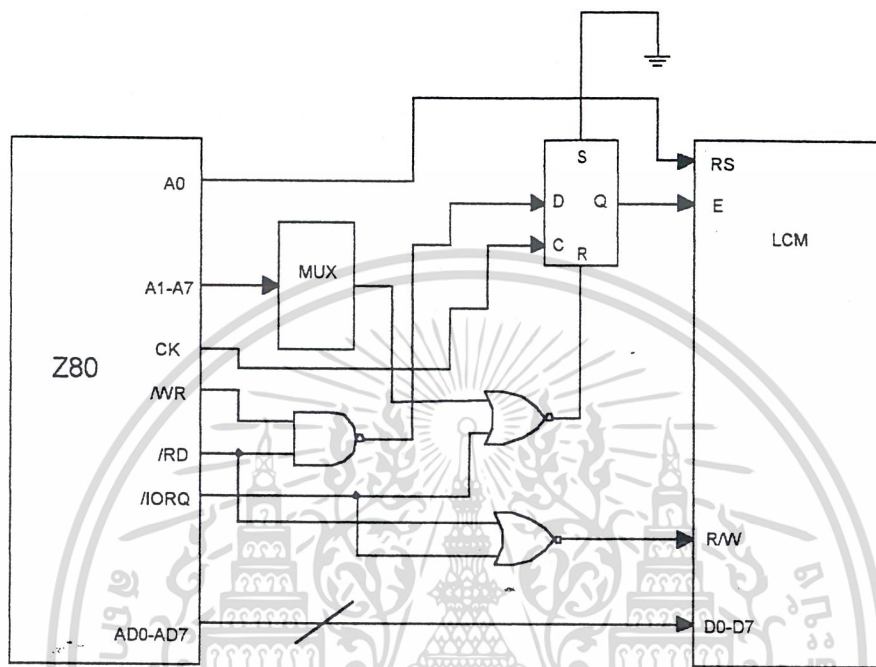 S
A0
RS
D Q
E
C
R
LCM
MUX
A1-A7
CK
Z80
/WR
/RD
/IORQ
R/W
AD0-AD7
D0-D7